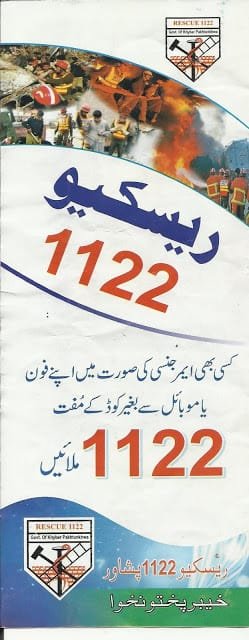 RESCUE 1122
Govt. Of Khyber Pakhtunkhwa
ریسکیو
1122
کسی بھی ایمرجنسی کی صورت میں اپنے فون
یا موبائل سے بغیر کوڈ کے مُفت
1122 ملائیں
RESCUE 1122
Govt. Of Khyber Pakhtunkhwa
ریسکیو 1122 پشاور
خیبر پختونخوا